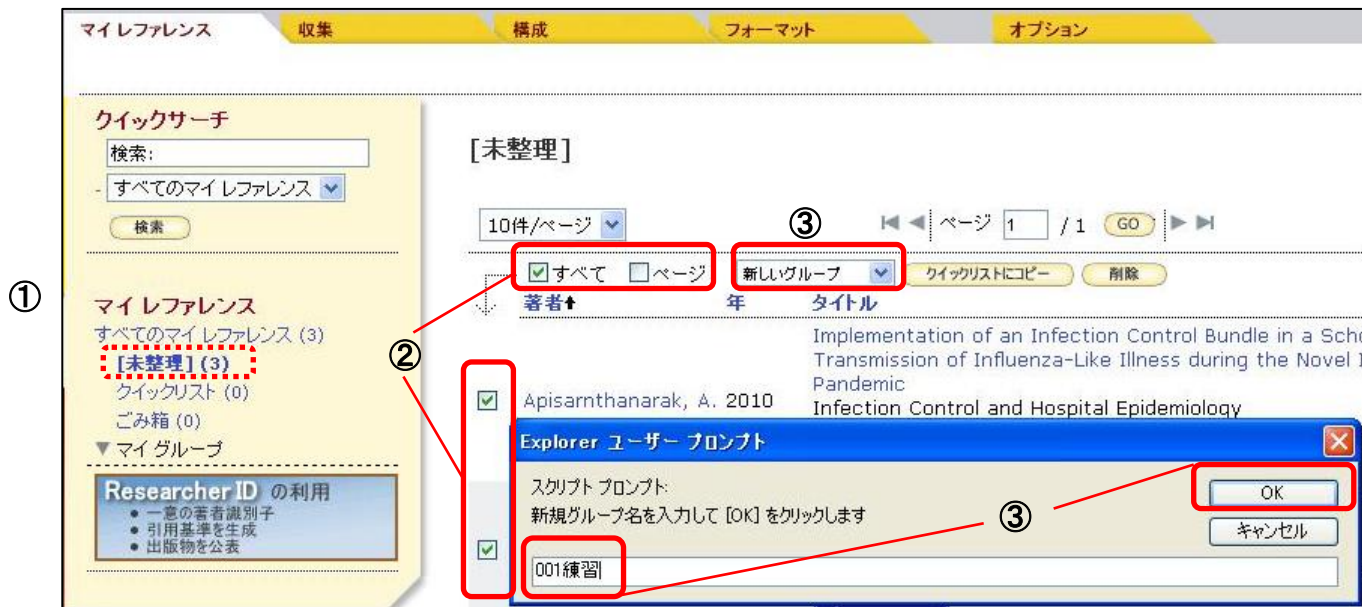 マイ レファレンス 収集 構成 フォーマット オプション
クイックサーチ
検索:
- すべてのマイ レファレンス
検索
①
マイ レファレンス
すべてのマイ レファレンス (3)
[未整理] (3)
クイックリスト (0)
ごみ箱 (0)
▼マイ グループ
Researcher ID の利用
• 一意の著者識別子
• 引用基準を生成
• 出版物を公表
[未整理]
10件/ページ
③
ページ 1 / 1 GO
すべて ページ 新しいグループ クイックリストにコピー 削除
著者 年 タイトル
②
Implementation of an Infection Control Bundle in a
Transmission of Influenza-Like Illness during the Novel
Pandemic
Apisarnthanarak, A. 2010 Infection Control and Hospital Epidemiology
Explorer ユーザー プロンプト
スクリプト プロンプト:
OK
新規グループ名を入力して [OK] をクリックします
③
キャンセル
001練習